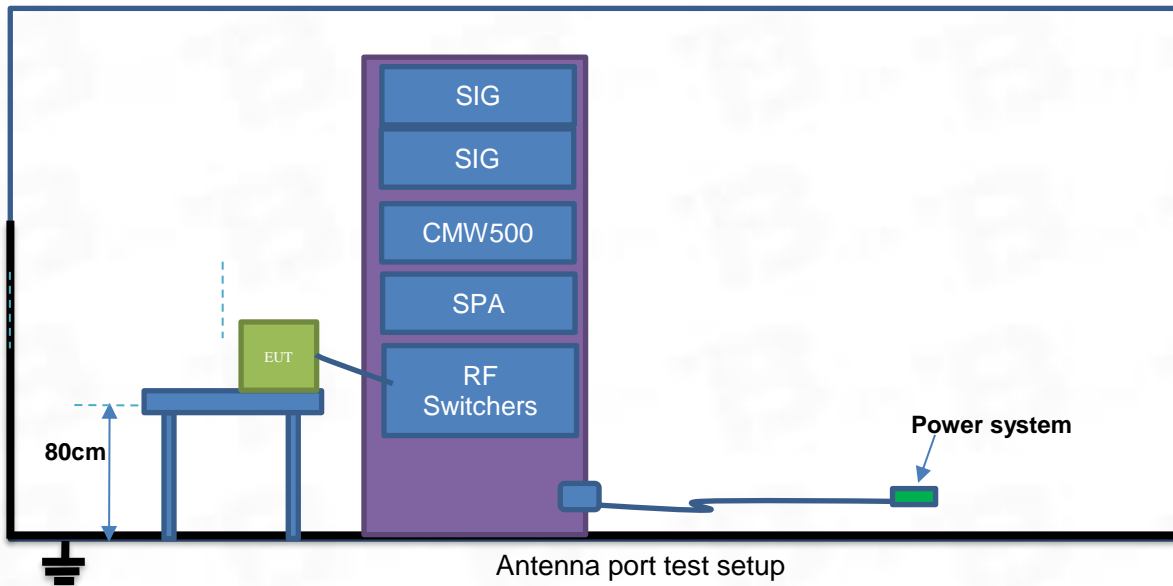 SIG
SIG
CMW500
SPA
EUT
RF
Switchers
80cm
Power system
Antenna port test setup